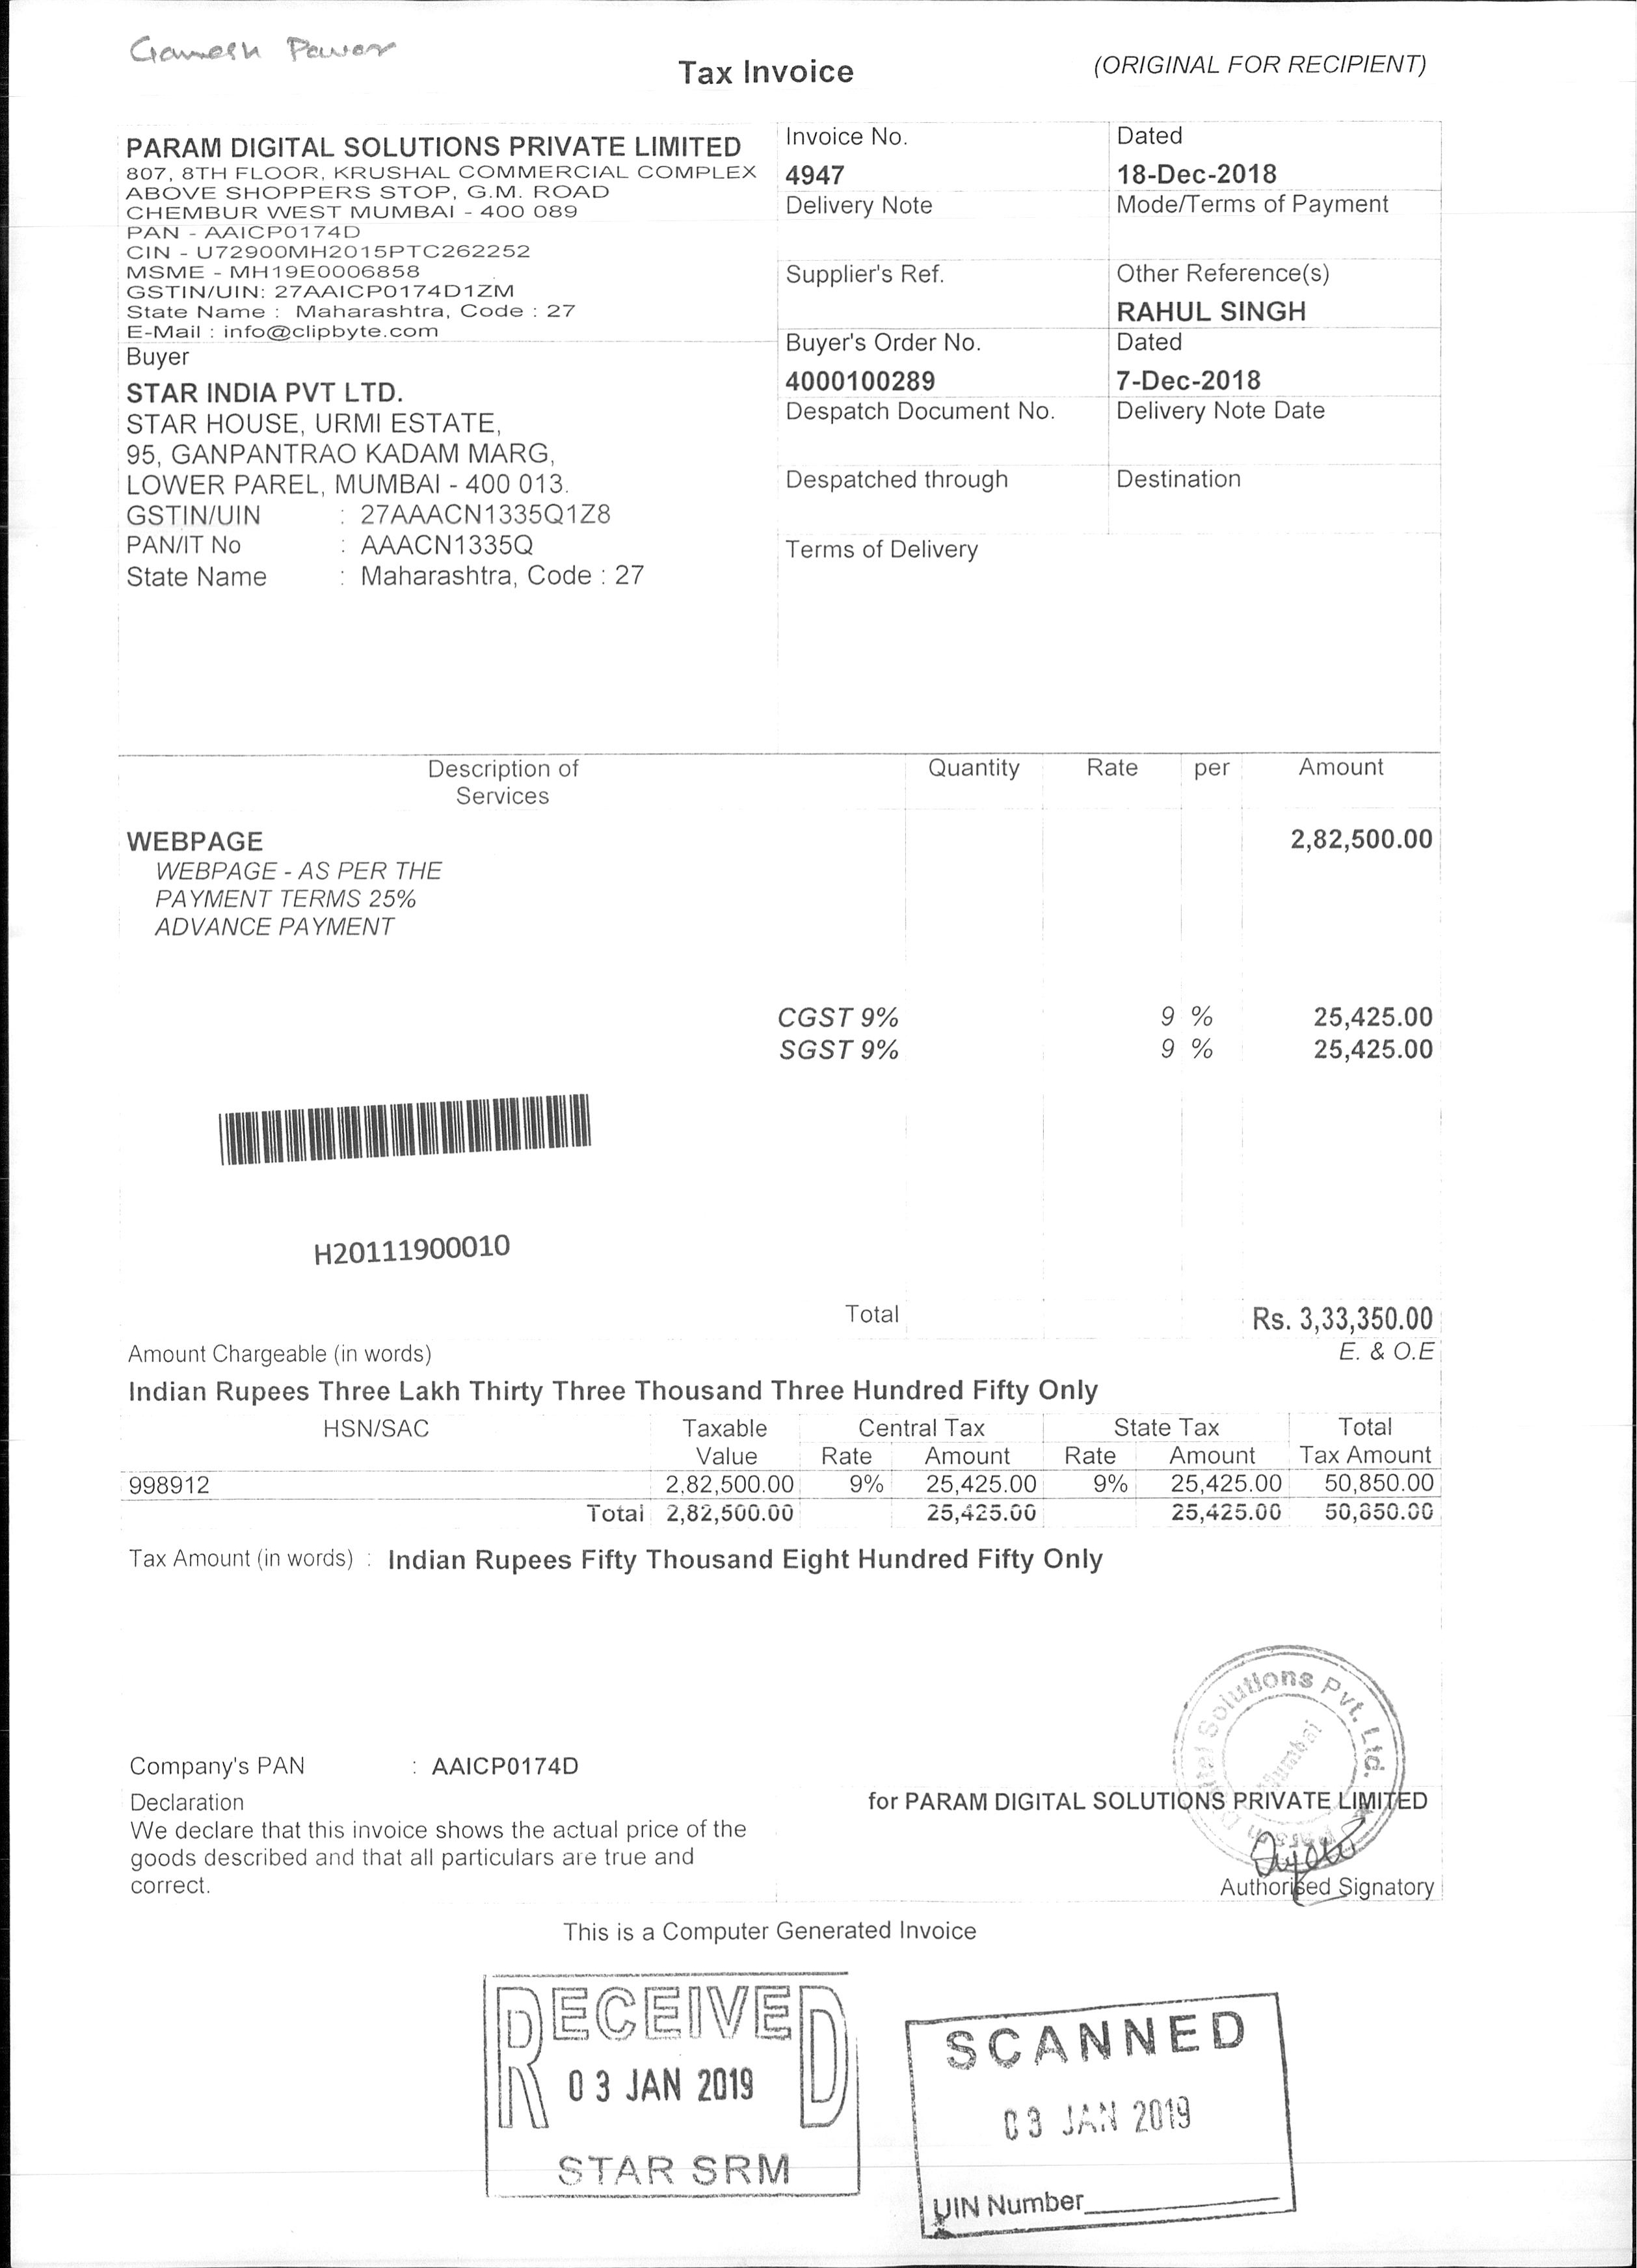 Ganesh Pawar
Tax Invoice
(ORIGINAL FOR RECIPIENT)
PARAM DIGITAL SOLUTIONS PRIVATE LIMITED
807, 8TH FLOOR, KRUSHAL COMMERCIAL COMPLEX
ABOVE SHOPPERS STOP, G.M. ROAD
CHEMBUR WEST MUMBAI - 400 089
PAN - AAICP0174D
CIN - U72900MH2015PTC262252
MSME - MH19E0006858
GSTIN/UIN: 27AAICP0174D1ZM
State Name : Maharashtra, Code : 27
E-Mail : info@clipbyte.com
Invoice No.
4947
Dated
18-Dec-2018
Delivery Note
Mode/Terms of Payment
Supplier's Ref.
Other Reference(s)
RAHUL SINGH
Buyer's Order No.
4000100289
Dated
7-Dec-2018
Despatch Document No.
Delivery Note Date
Despatched through
Destination
Terms of Delivery
Buyer
STAR INDIA PVT LTD.
STAR HOUSE, URMI ESTATE,
95, GANPANTRAO KADAM MARG,
LOWER PAREL, MUMBAI - 400 013.
GSTIN/UIN : 27AAACN1335Q1Z8
PAN/IT No : AAACN1335Q
State Name : Maharashtra, Code : 27
Description of Services Quantity Rate per Amount
WEBPAGE 2,82,500.00
WEBPAGE - AS PER THE
PAYMENT TERMS 25%
ADVANCE PAYMENT
CGST 9% 9 % 25,425.00
SGST 9% 9 % 25,425.00
H20111900010
Total Rs. 3,33,350.00
Amount Chargeable (in words) E. & O.E
Indian Rupees Three Lakh Thirty Three Thousand Three Hundred Fifty Only
HSN/SAC Taxable Central Tax State Tax Total
Value Rate Amount Rate Amount Tax Amount
998912 2,82,500.00 9% 25,425.00 9% 25,425.00 50,850.00
Total 2,82,500.00 25,425.00 25,425.00 50,850.00
Tax Amount (in words) : Indian Rupees Fifty Thousand Eight Hundred Fifty Only
Company's PAN : AAICP0174D
Declaration
We declare that this invoice shows the actual price of the
goods described and that all particulars are true and
correct.
Solutions Pvt. Ltd.
Mumbai
for PARAM DIGITAL SOLUTIONS PRIVATE LIMITED
Authorised Signatory
This is a Computer Generated Invoice
RECEIVED
03 JAN 2019
STAR SRM
SCANNED
03 JAN 2019
UIN Number